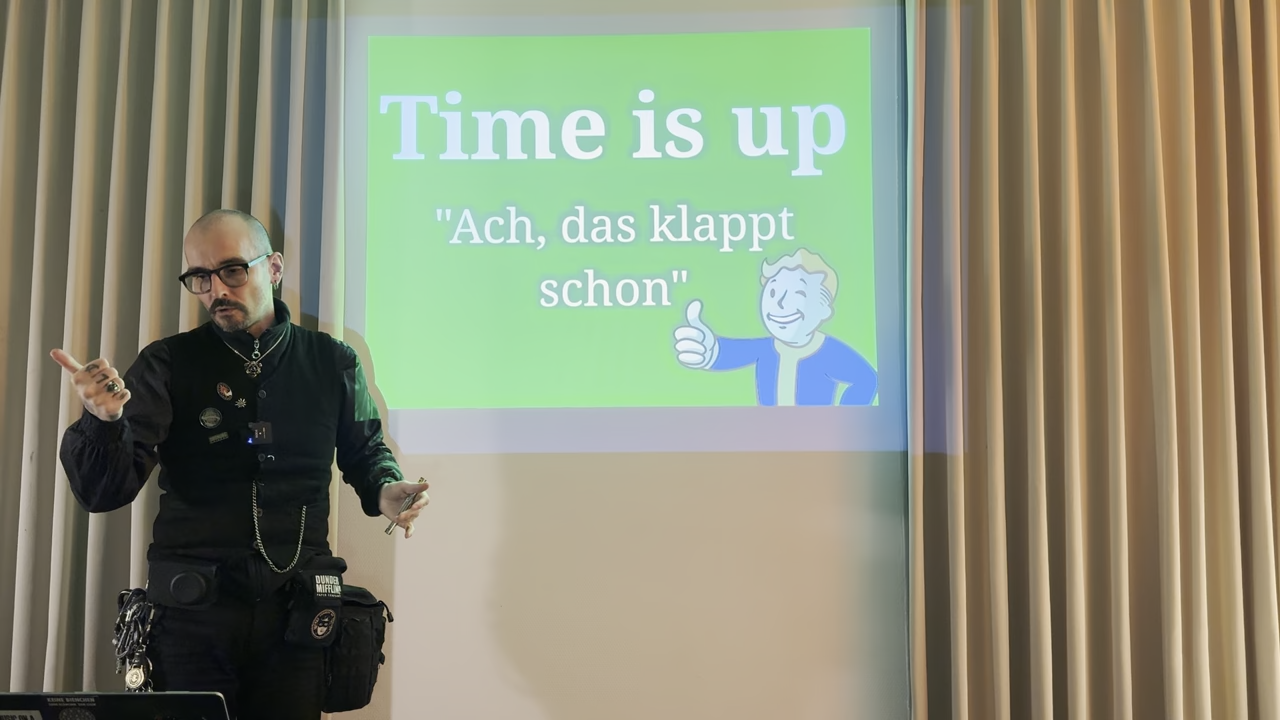 Time is up
"Ach, das klappt
schon"
DUNDER
MIFFLIN